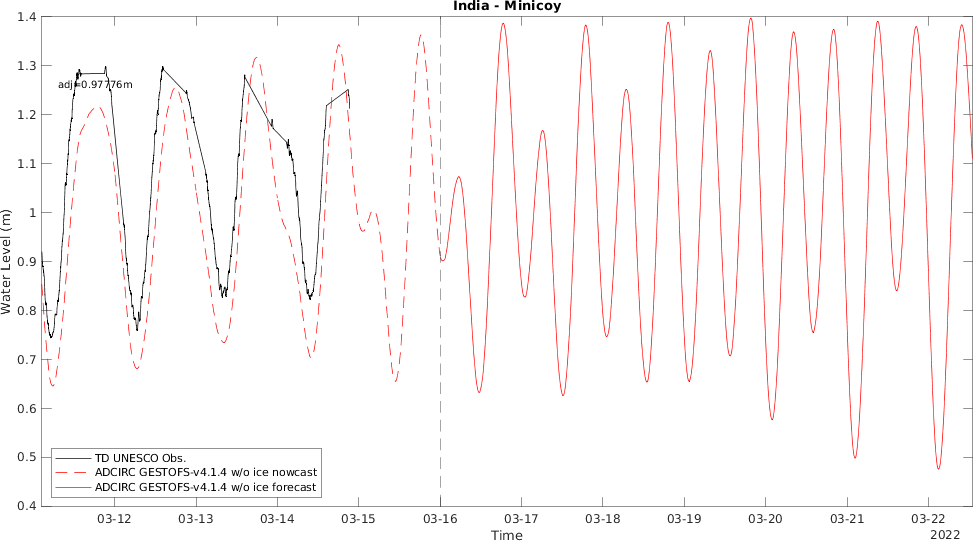 India - Minicoy
1.4
1.3
adj=0.97776m
1.2
1.1
1
0.9
0.8
0.7
0.6
0.5
0.4
Water Level (m)
TD UNESCO Obs.
ADCIRC GESTOFS-v4.1.4 w/o ice nowcast
ADCIRC GESTOFS-v4.1.4 w/o ice forecast
03-12 03-13 03-14 03-15 03-16 03-17 03-18 03-19 03-20 03-21 03-22
Time
2022